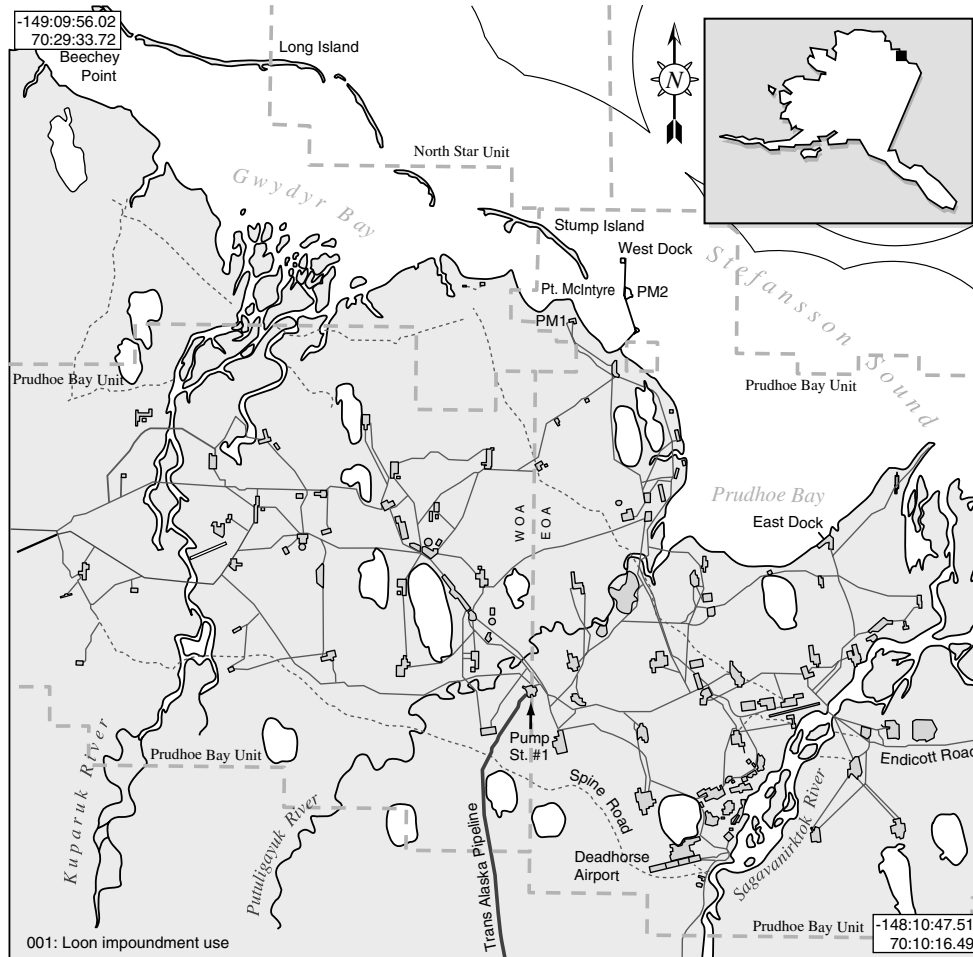 -149:09:56.02
70:29:33.72
Beechey
Point
Long Island
N
North Star Unit
Gwydyr Bay
Stump Island
West Dock
Pt. McIntyre
PM2
PM1
Stefansson Sound
Prudhoe Bay Unit
Prudhoe Bay Unit
Prudhoe Bay
East Dock
WOA
EOA
Pump
St. #1
Prudhoe Bay Unit
Endicott Road
Spine Road
Kuparuk River
Putuligayuk River
Trans Alaska Pipeline
Deadhorse
Airport
Sagavanirktok River
Prudhoe Bay Unit
-148:10:47.51
70:10:16.49
001: Loon impoundment use